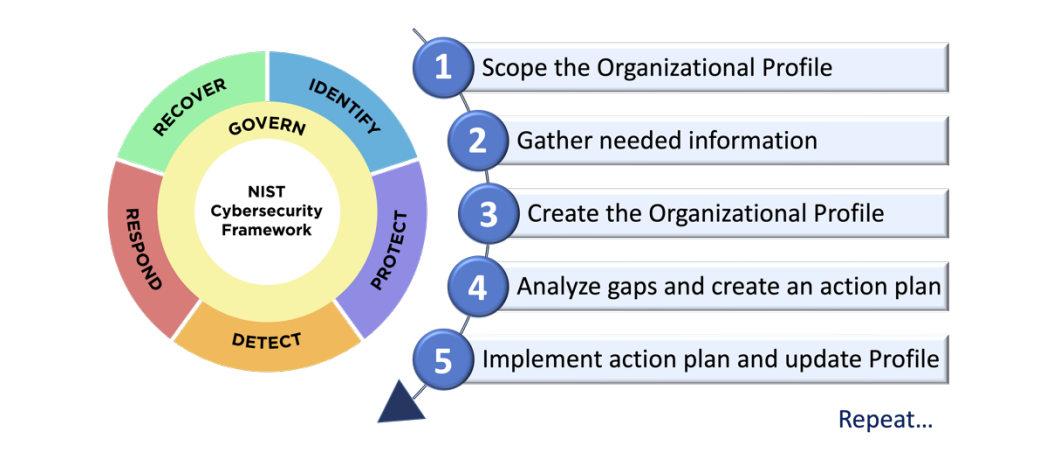 RECOVER
IDENTIFY
GOVERN
NIST
Cybersecurity
Framework
RESPOND
PROTECT
DETECT
1 Scope the Organizational Profile
2 Gather needed information
3 Create the Organizational Profile
4 Analyze gaps and create an action plan
5 Implement action plan and update Profile
Repeat...